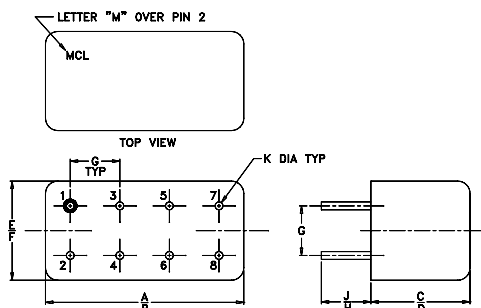 LETTER "M" OVER PIN 2
MCL
TOP VIEW
G
TYP
K DIA TYP
1 3 5 7
E
F
G
2 4 6 8
A
B
J
H
C
D